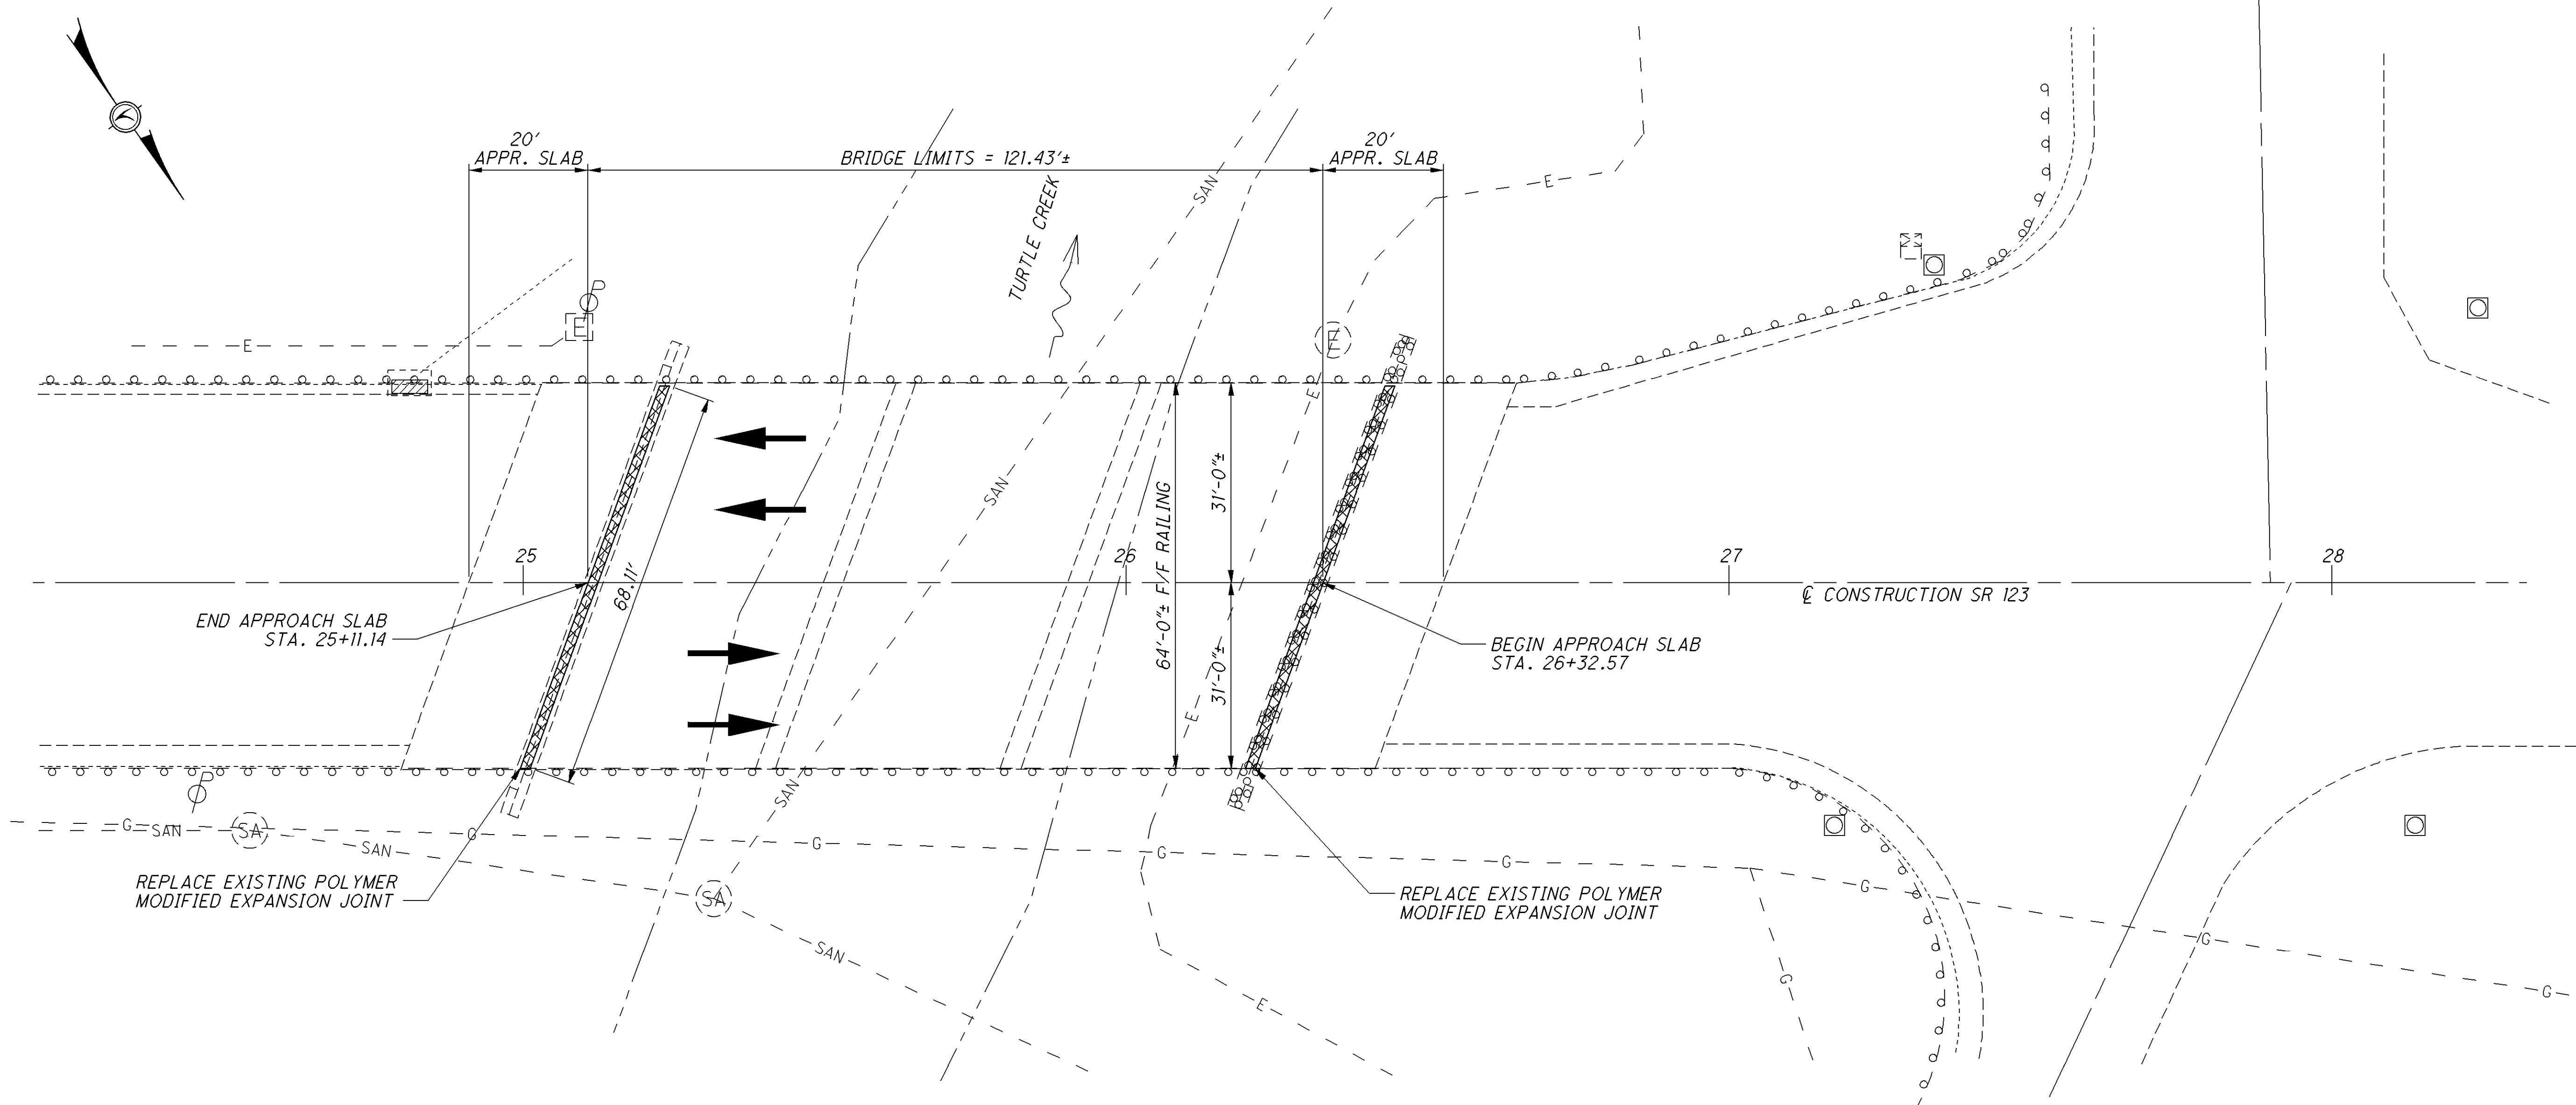 20'
APPR. SLAB
BRIDGE LIMITS = 121.43'±
20'
APPR. SLAB
TURTLE CREEK
SAN
E
E
E
E
E
M
SAN
31'-0"±
64'-0"± F/F RAILING
68.11'
25
26
27
28
℄ CONSTRUCTION SR 123
END APPROACH SLAB
STA. 25+11.14
BEGIN APPROACH SLAB
STA. 26+32.57
31'-0"±
E
SAN
G
SAN
SA
G
SAN
G
G
G
G
REPLACE EXISTING POLYMER
MODIFIED EXPANSION JOINT
SA
REPLACE EXISTING POLYMER
MODIFIED EXPANSION JOINT
SAN
G
G
G
E